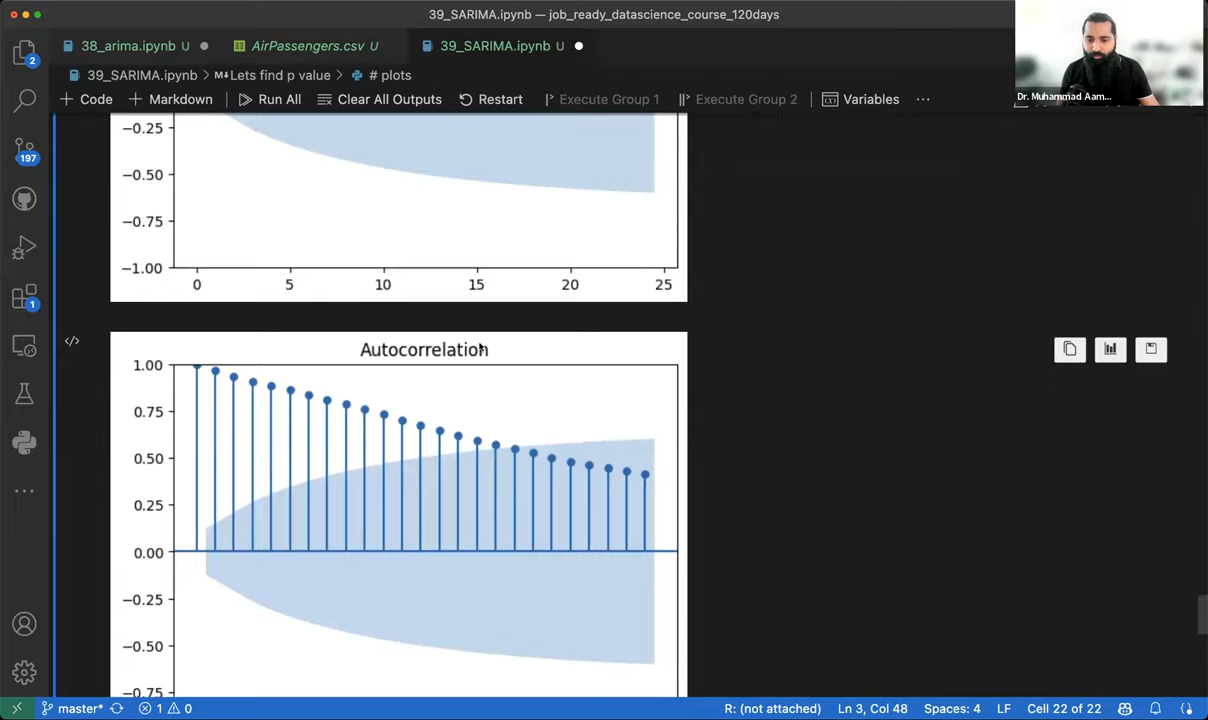 39_SARIMA.ipynb — job_ready_datascience_course_120days
38_arima.ipynb U
AirPassengers.csv U
39_SARIMA.ipynb U
39_SARIMA.ipynb > M↓Lets find p value > # plots
+ Code + Markdown Run All Clear All Outputs Restart Execute Group 1 Execute Group 2 Variables ...
Dr. Muhammad Aam...
2
197
1
−0.25
−0.50
−0.75
−1.00
0 5 10 15 20 25
Autocorrelation
1.00
0.75
0.50
0.25
0.00
−0.25
−0.50
−0.75
master* 1 0 R: (not attached) Ln 3, Col 48 Spaces: 4 LF Cell 22 of 22